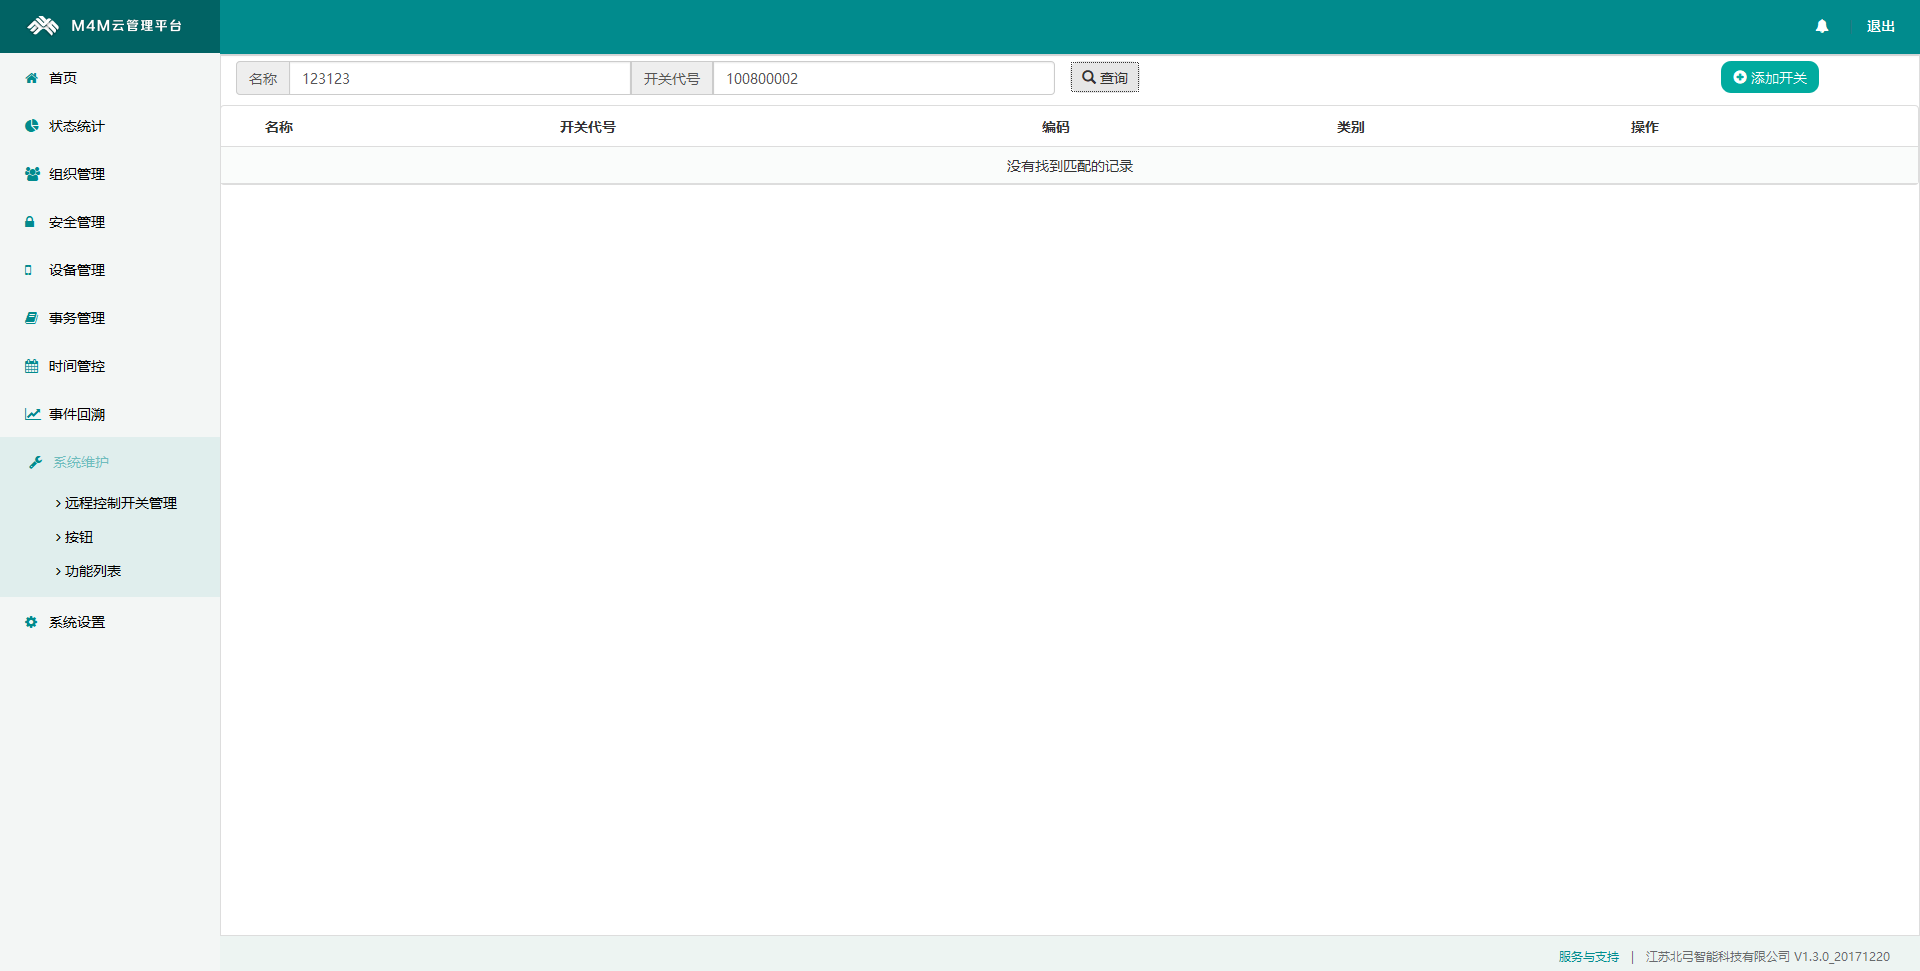 M4M云管理平台
退出
首页
状态统计
组织管理
安全管理
设备管理
事务管理
时间管控
事件回溯
系统维护
远程控制开关管理
按钮
功能列表
系统设置
名称 123123 开关代号 100800002 查询 添加开关
名称 开关代号 编码 类别 操作
没有找到匹配的记录
服务与支持 | 江苏北弓智能科技有限公司 V1.3.0_20171220